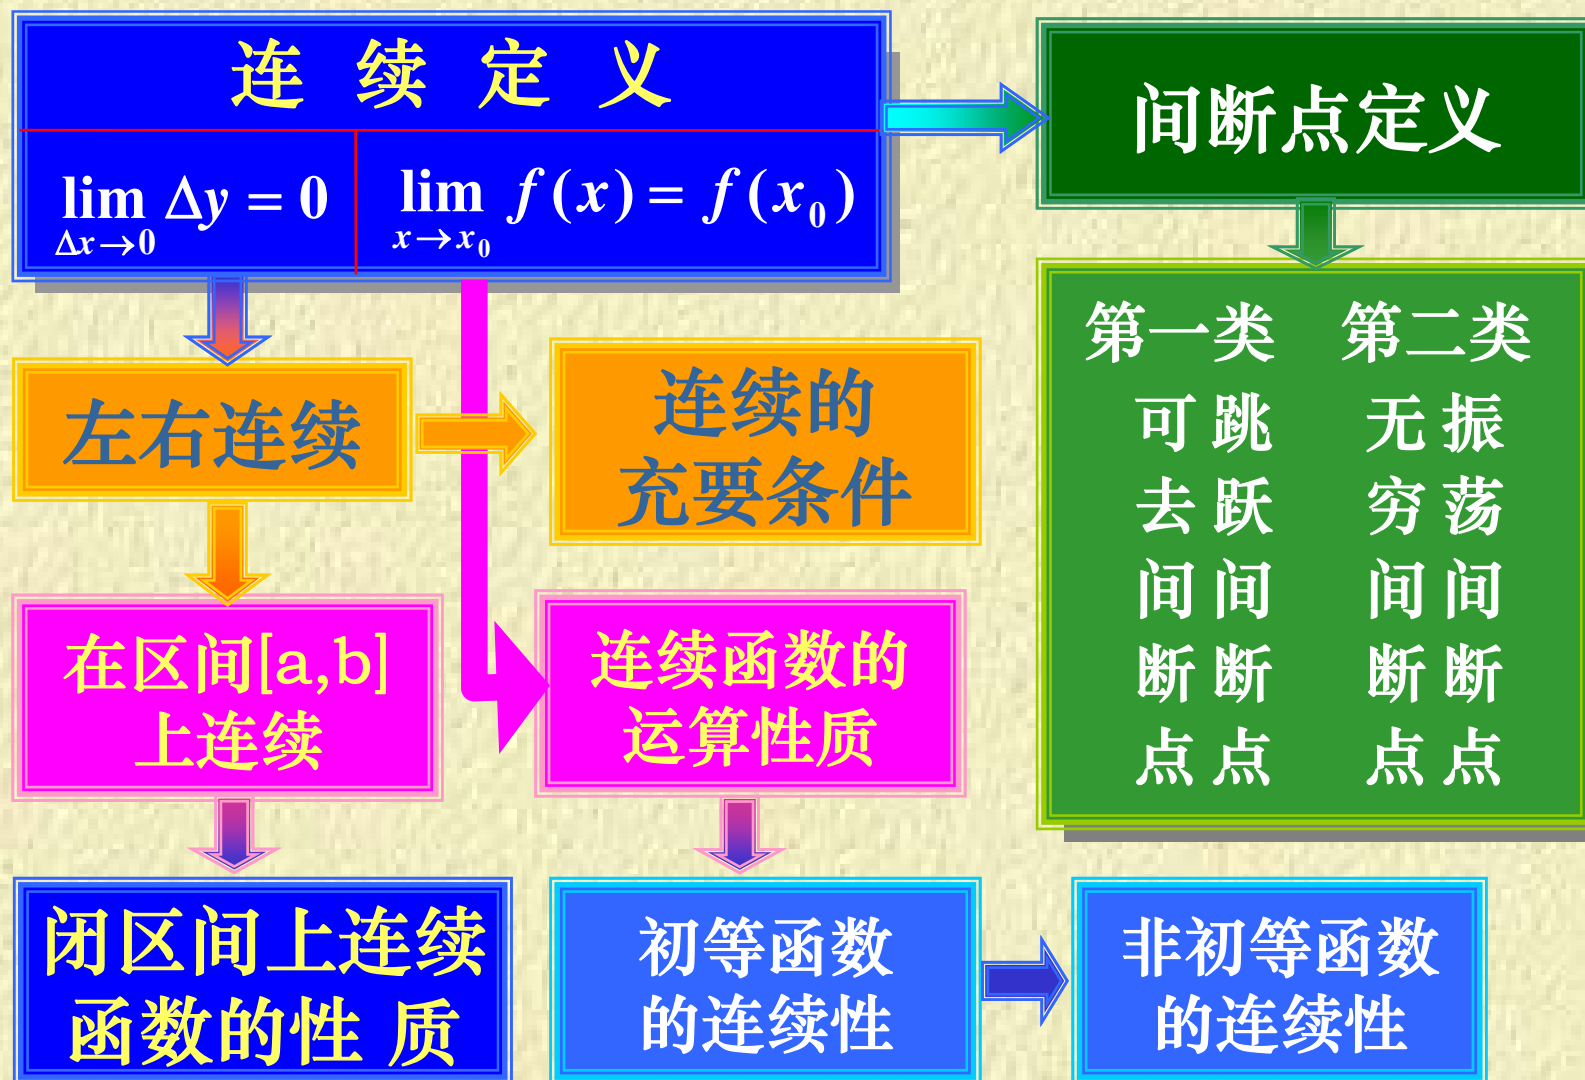 连 续 定 义
lim Δy = 0
Δx→0
lim f(x) = f(x₀)
x→x₀
间断点定义
第一类 第二类
可 跳 无 振
去 跃 穷 荡
间 间 间 间
断 断 断 断
点 点 点 点
左右连续
连续的
充要条件
在区间[a,b]
上连续
连续函数的
运算性质
闭区间上连续
函数的性 质
初等函数
的连续性
非初等函数
的连续性